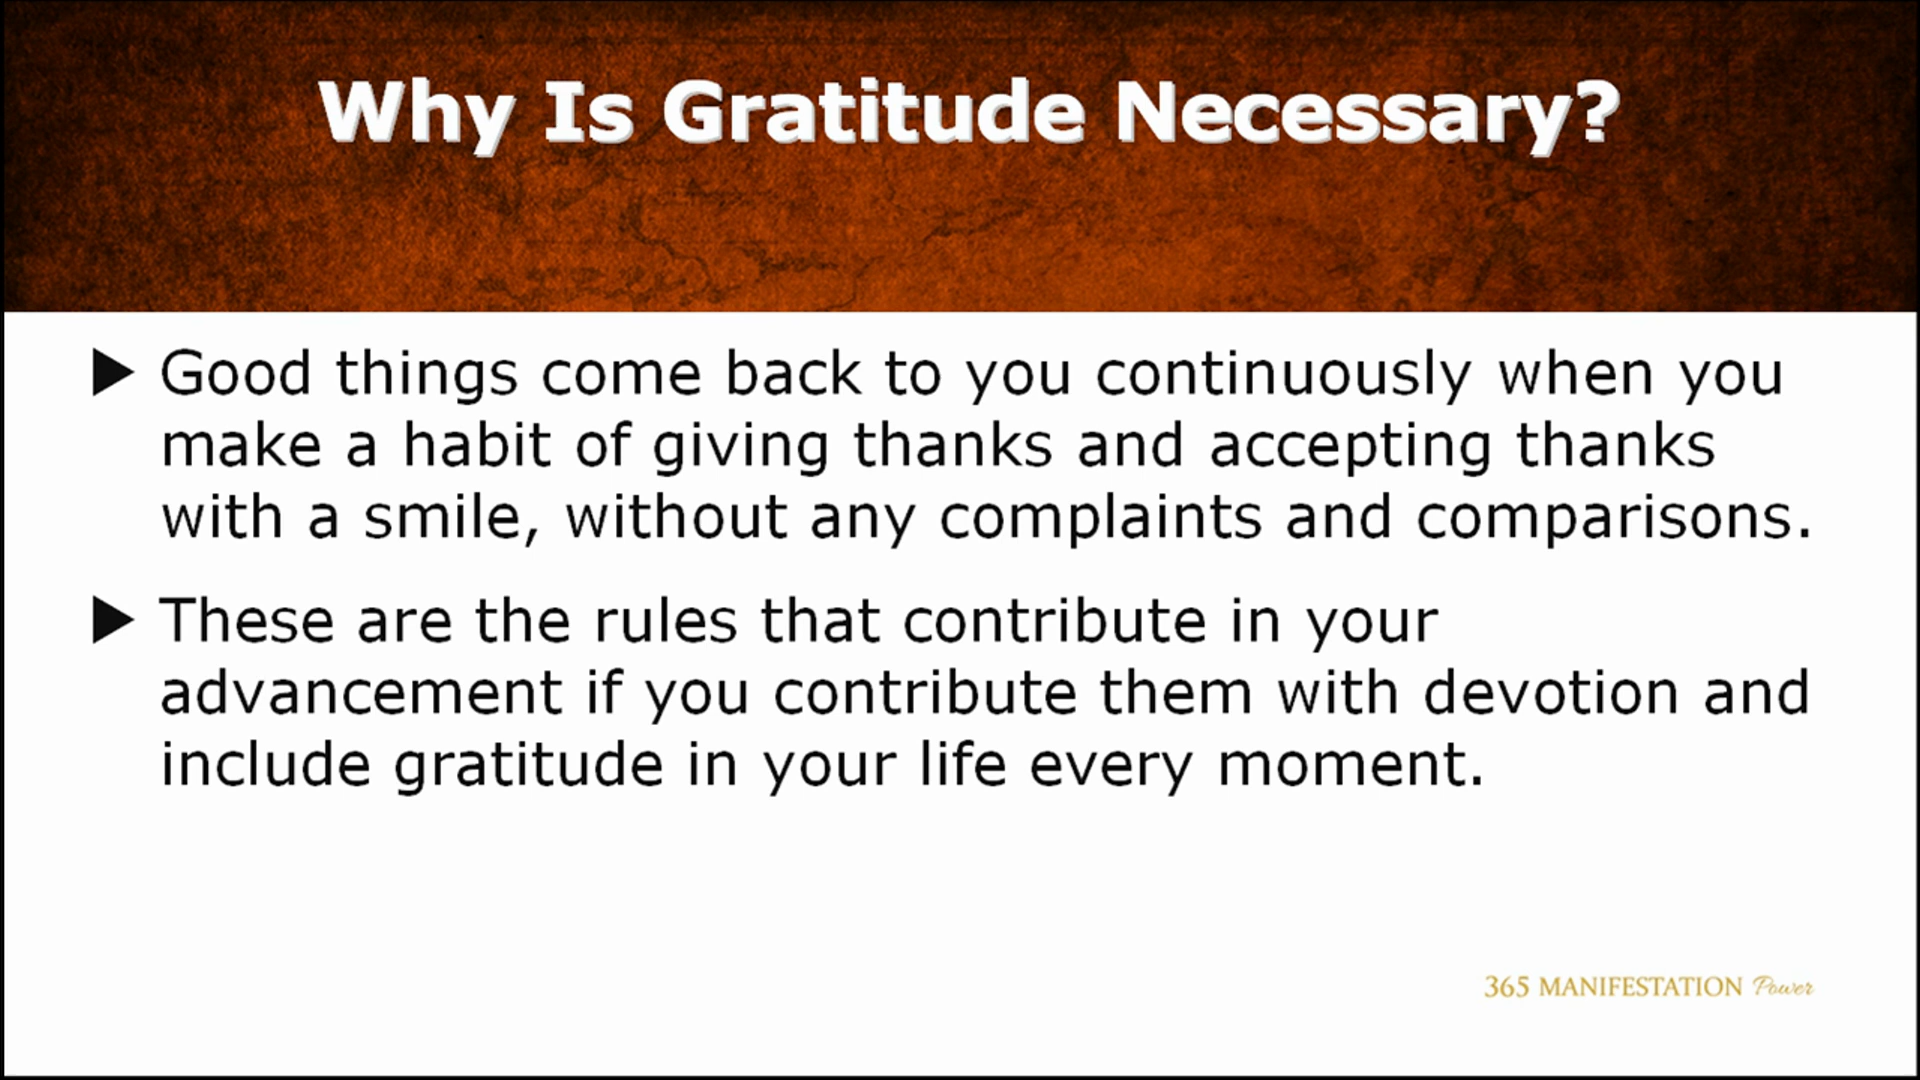 Why Is Gratitude Necessary?
Good things come back to you continuously when you
make a habit of giving thanks and accepting thanks
with a smile, without any complaints and comparisons.
These are the rules that contribute in your
advancement if you contribute them with devotion and
include gratitude in your life every moment.
365 MANIFESTATION Power